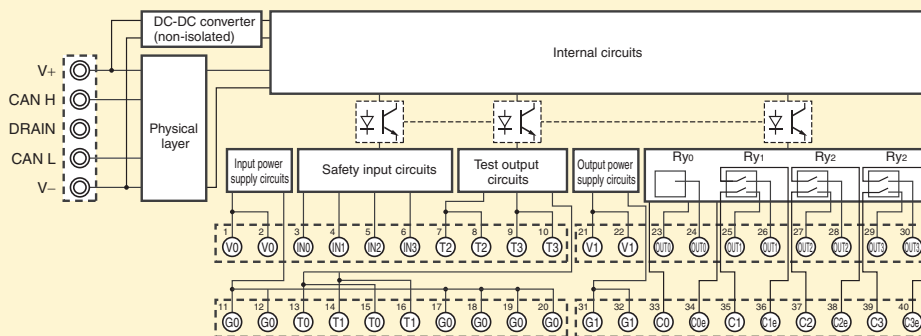 DC-DC converter
(non-isolated)
Internal circuits
V+
CAN H
DRAIN
CAN L
V–
Physical
layer
Input power
supply circuits
Safety input circuits
Test output
circuits
Output power
supply circuits
Ry0 Ry1 Ry2 Ry2
1 2 3 4 5 6 7 8 9 10
V0 V0 IN0 IN1 IN2 IN3 T2 T2 T3 T3
21 22 23 24 25 26 27 28 29 30
V1 V1 OUT0 OUT0 OUT1 OUT1 OUT2 OUT2 OUT3 OUT3
11 12 13 14 15 16 17 18 19 20
G0 G0 T0 T1 T0 T1 G0 G0 G0 G0
31 32 33 34 35 36 37 38 39 40
G1 G1 C0 C0e C1 C1e C2 C2e C3 C3e